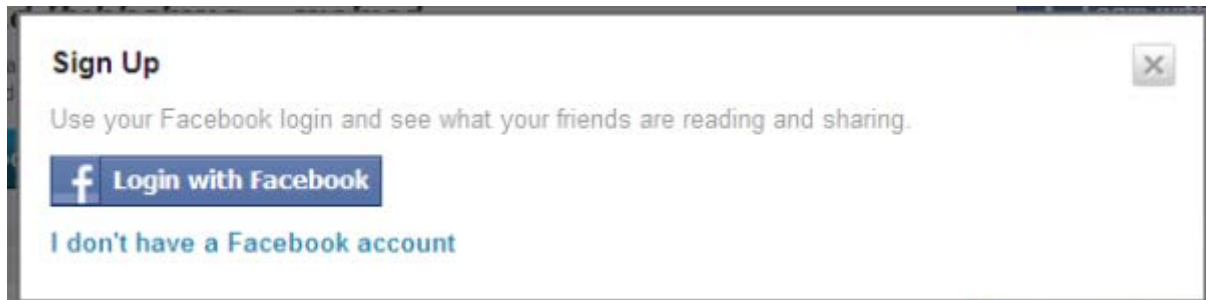 Sign Up
Use your Facebook login and see what your friends are reading and sharing.
f Login with Facebook
I don't have a Facebook account